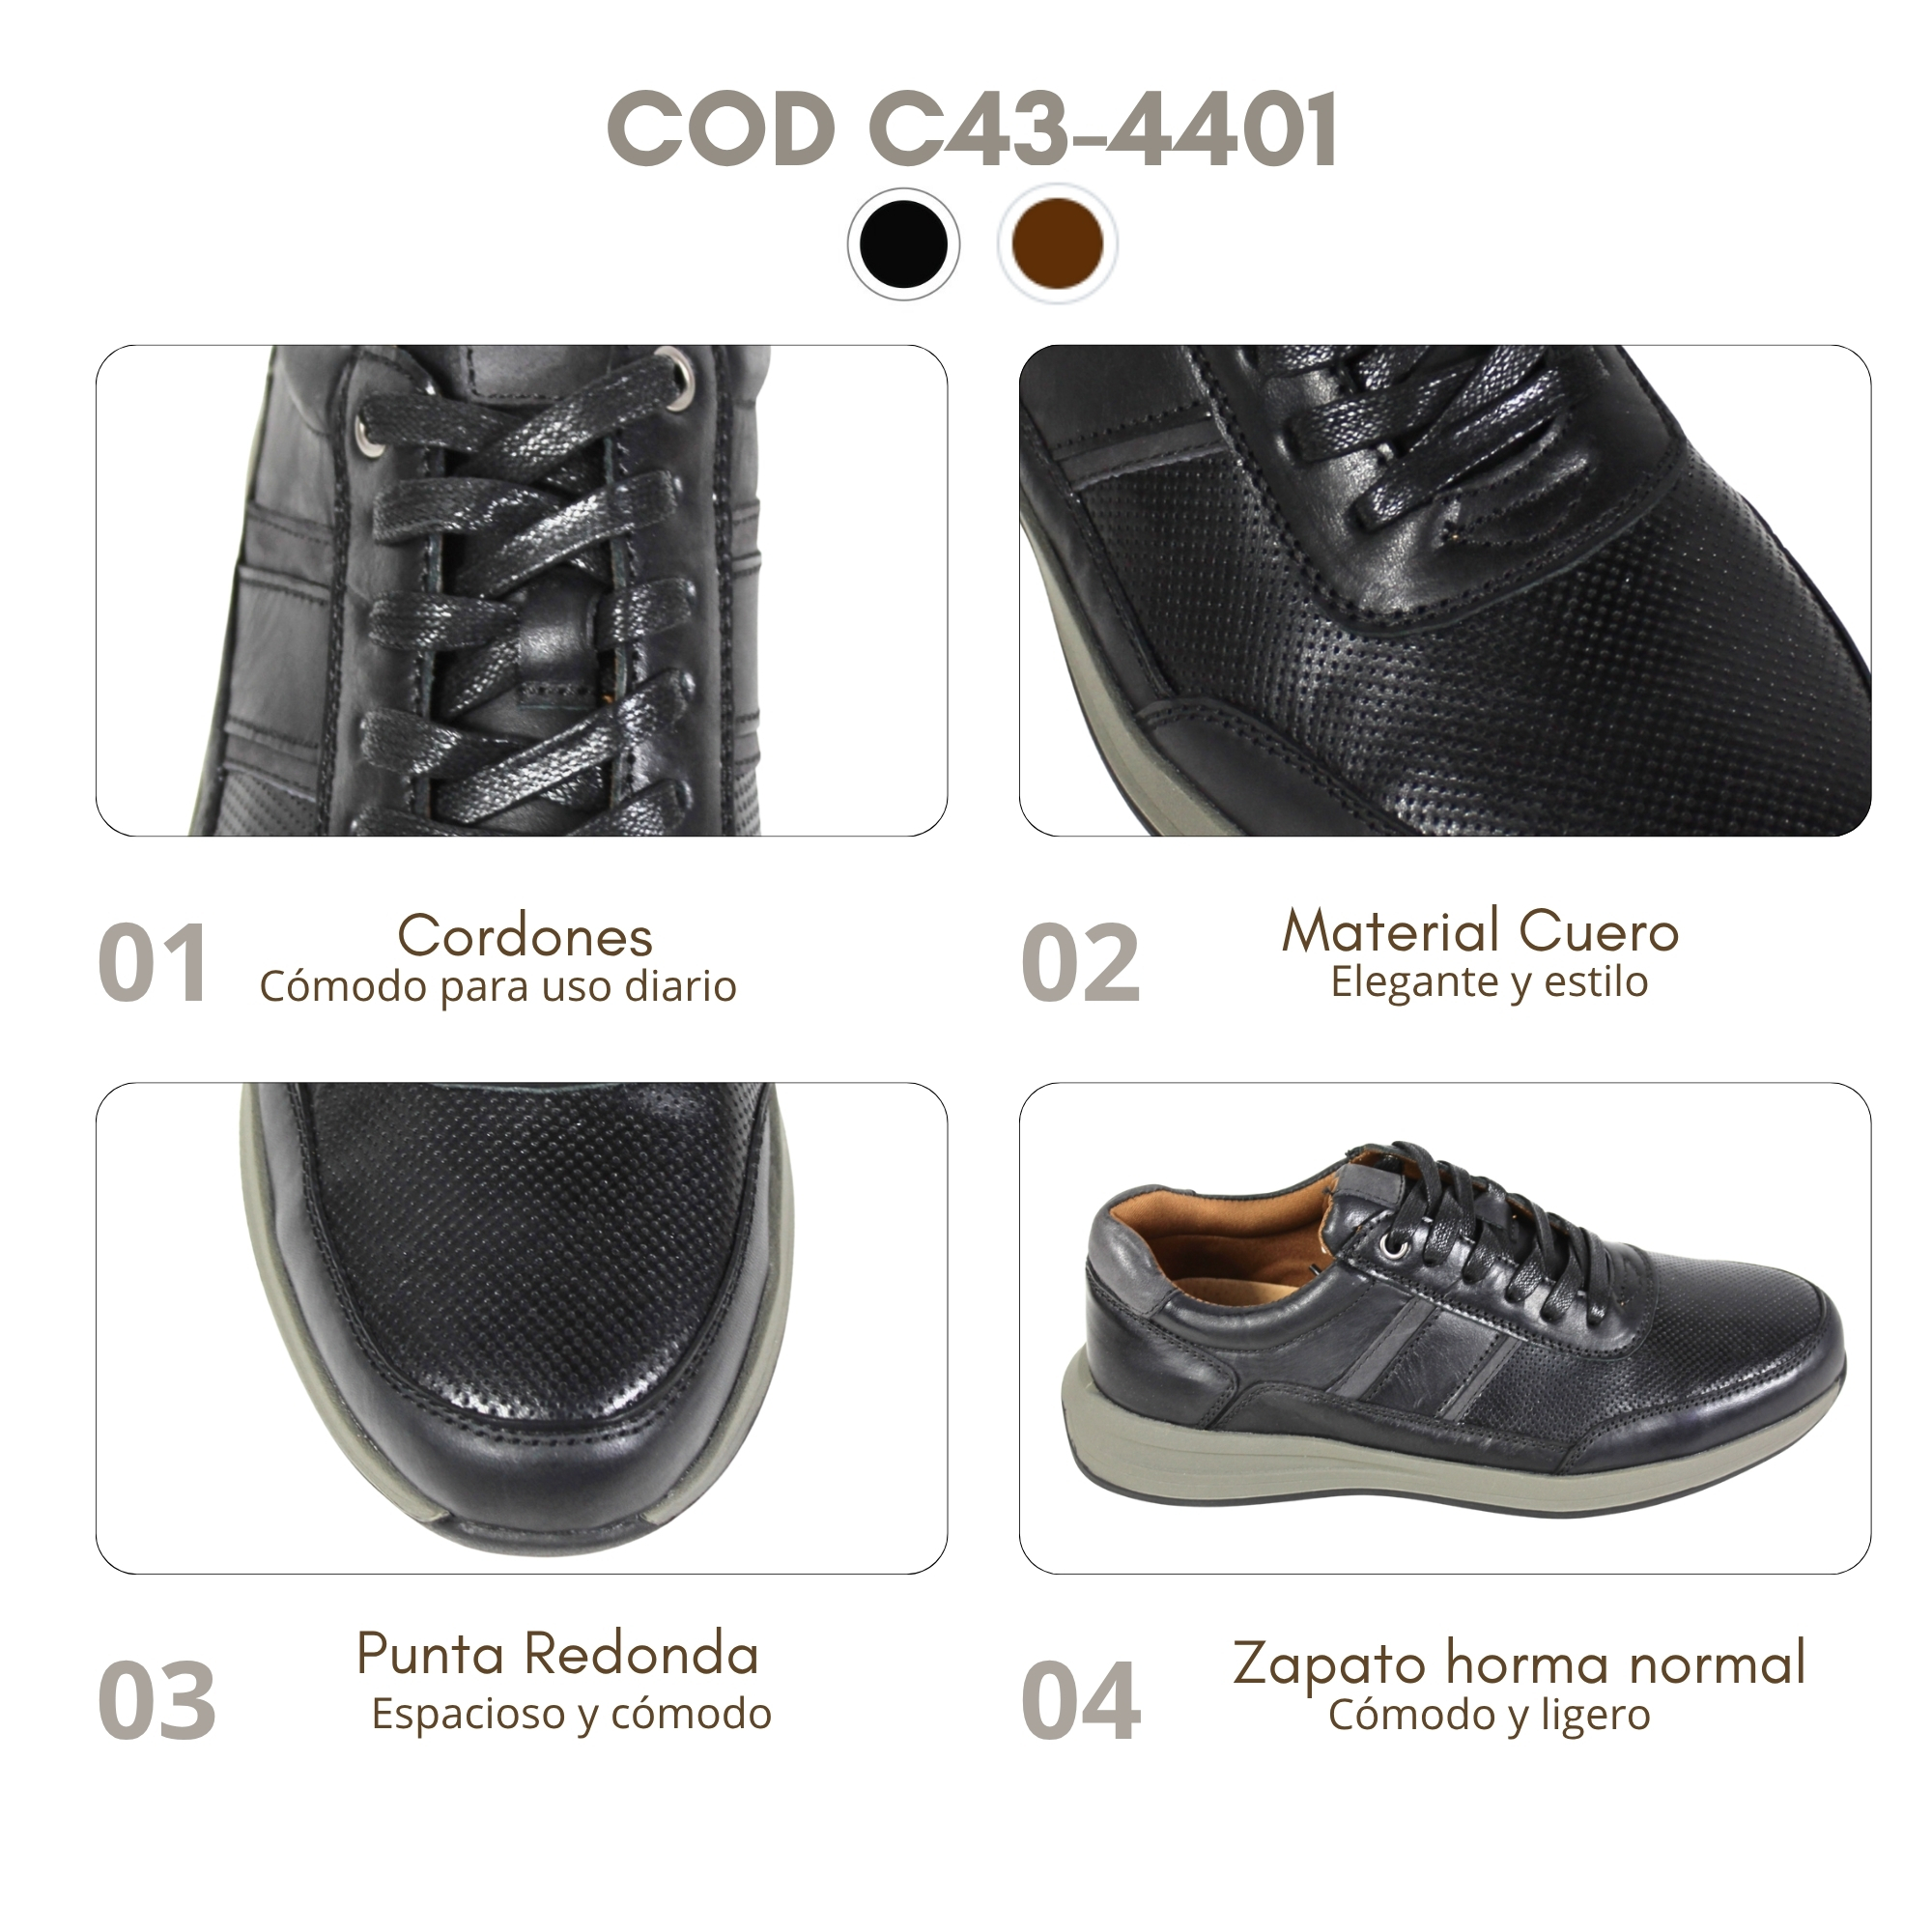 COD C43-4401
01
Cordones
Cómodo para uso diario
02
Material Cuero
Elegante y estilo
03
Punta Redonda
Espacioso y cómodo
04
Zapato horma normal
Cómodo y ligero